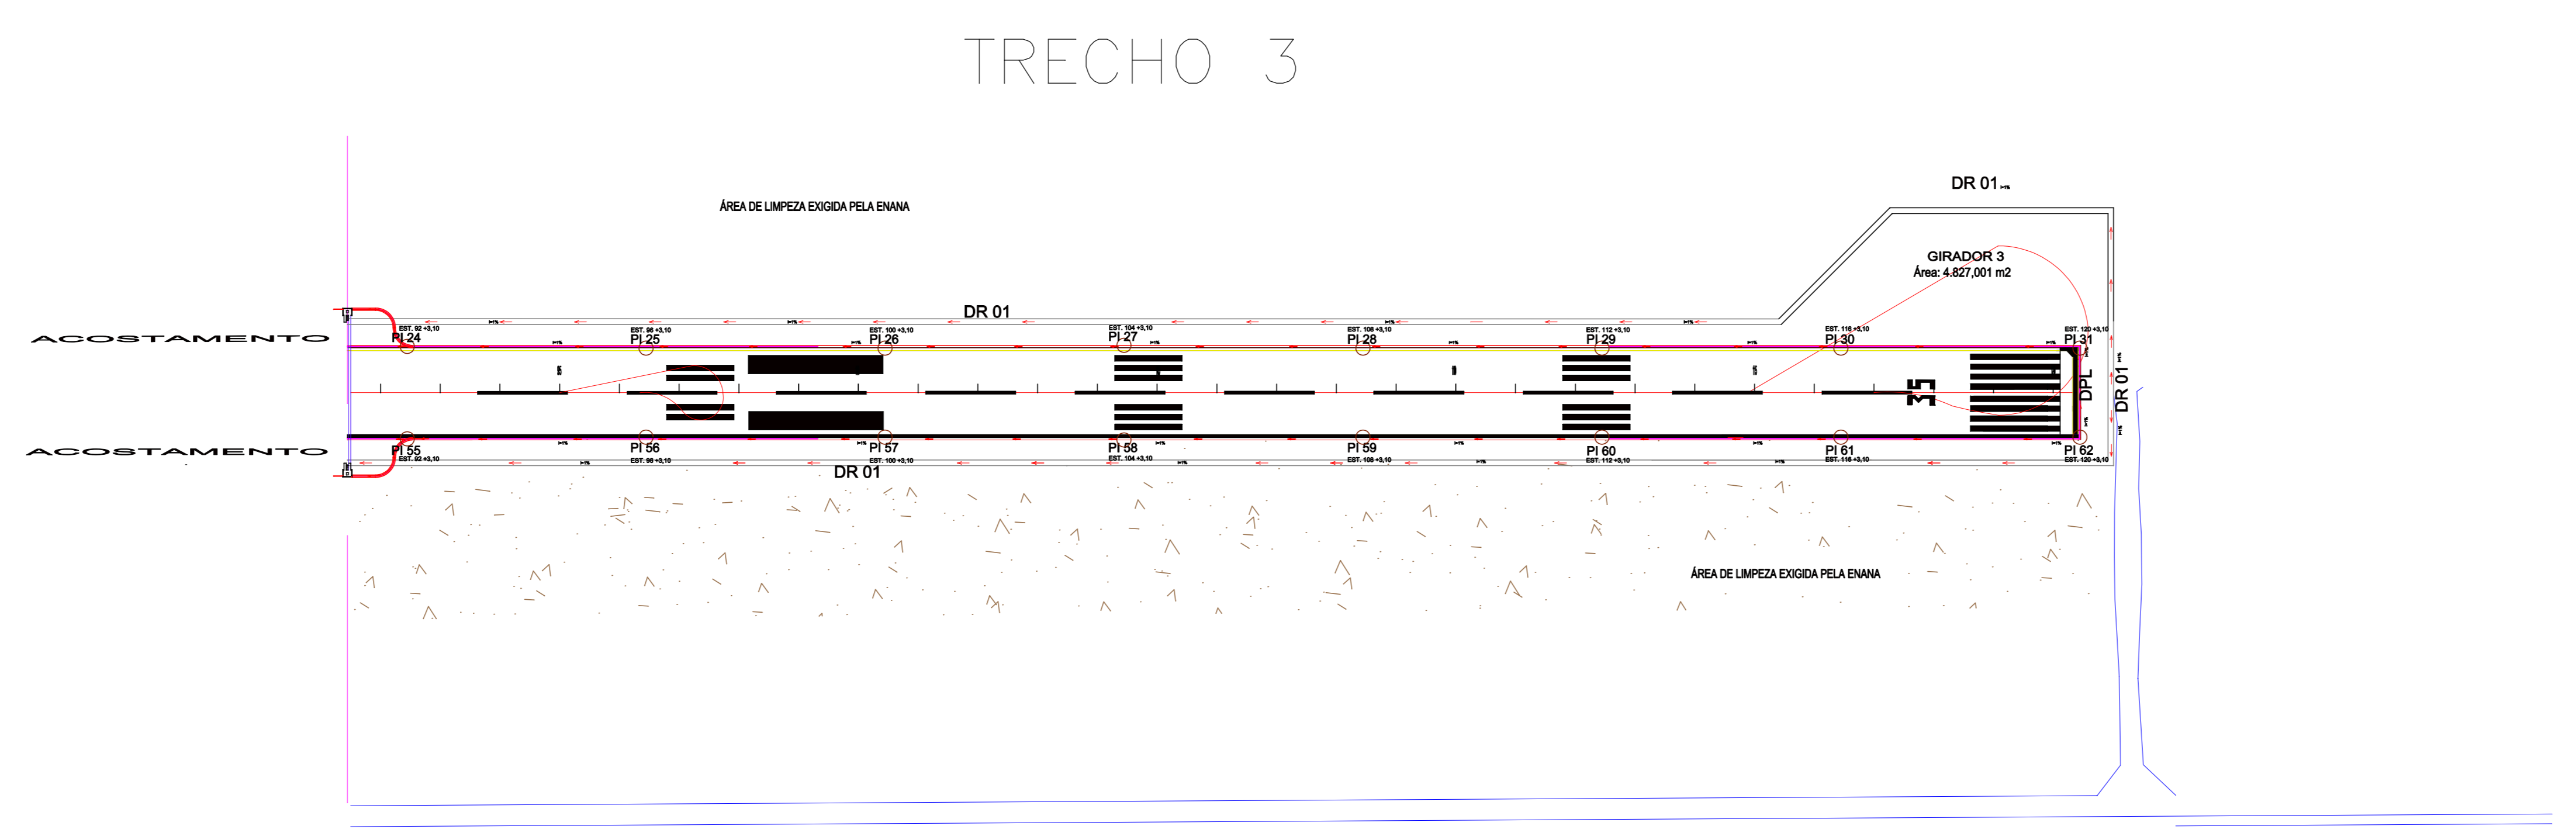 TRECHO 3
DR 01
ÁREA DE LIMPEZA EXIGIDA PELA ENANA
GIRADOR 3
Área: 4.827,001 m2
DR 01
ACOSTAMENTO
EST. 92 +3,10
EST. 96 +3,10
EST. 100 +3,10
EST. 104 +3,10
EST. 108 +3,10
EST. 112 +3,10
EST. 116 +3,10
EST. 120 +3,10
PI 24
PI 25
PI 26
PI 27
PI 28
PI 29
PI 30
PI 31
DPL
DR 01
15
ACOSTAMENTO
PI 55
PI 56
PI 57
PI 58
PI 59
PI 60
PI 61
PI 62
EST. 92 +3,10
EST. 96 +3,10
EST. 100 +3,10
EST. 104 +3,10
EST. 108 +3,10
EST. 112 +3,10
EST. 116 +3,10
EST. 120 +3,10
DR 01
ÁREA DE LIMPEZA EXIGIDA PELA ENANA